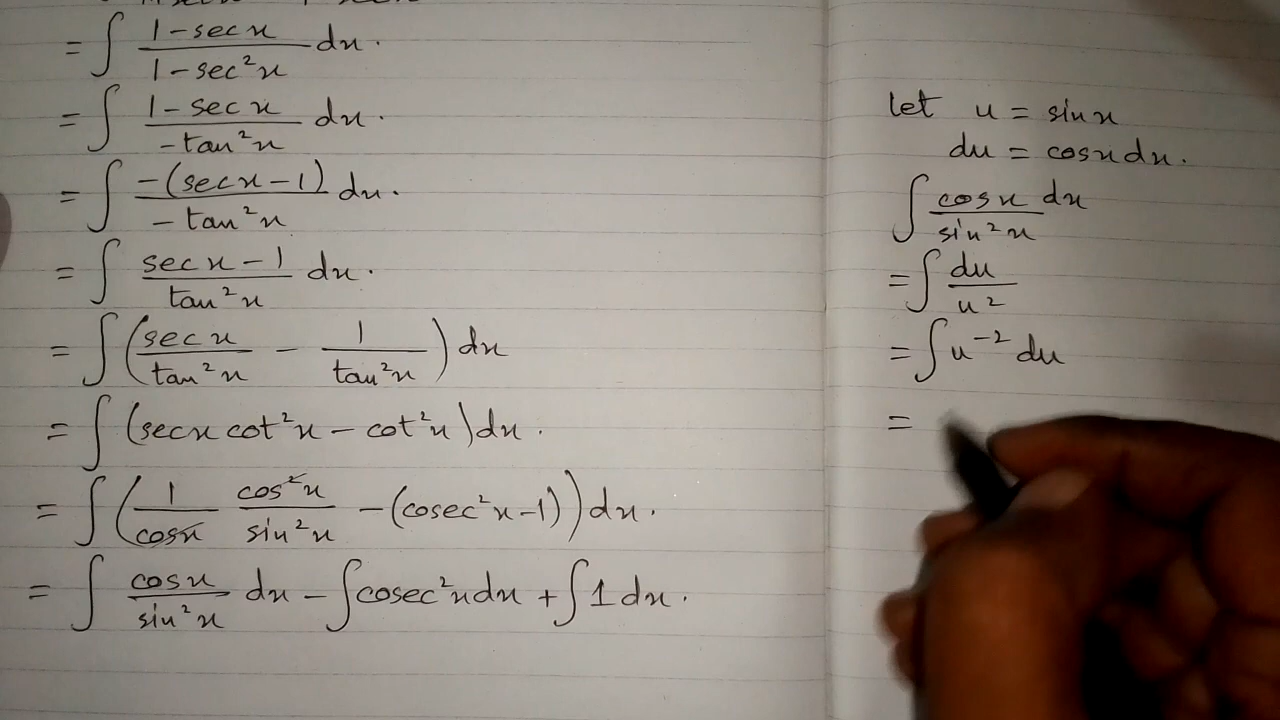 = ∫ (1 - sec x)/(1 - sec²x) dx.
= ∫ (1 - sec x)/(-tan²x) dx.
= ∫ (-(sec x - 1))/(-tan²x) dx.
= ∫ (sec x - 1)/(tan²x) dx.
= ∫ (sec x/tan²x - 1/tan²x) dx
= ∫ (sec x cot²x - cot²x) dx.
= ∫ (1/cos x cos²x/sin²x - (cosec²x - 1)) dx.
= ∫ cos x/sin²x dx - ∫ cosec²x dx + ∫ 1 dx.
let u = sin x
du = cos x dx.
∫ cos x/sin²x dx
= ∫ du/u²
= ∫ u⁻² du
=